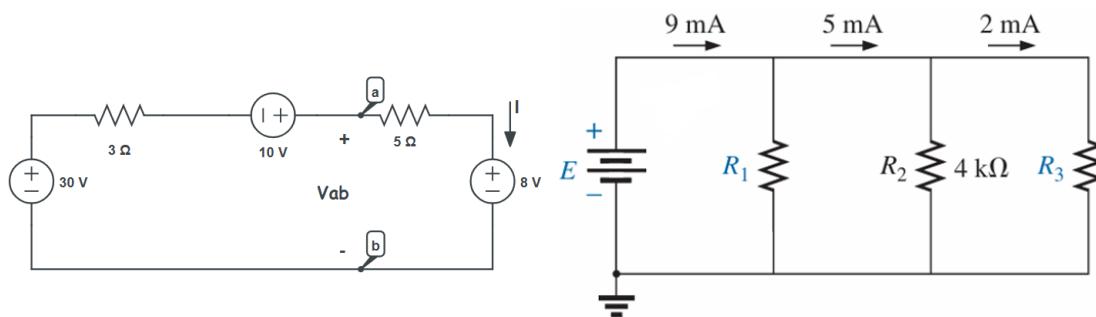 a
I
3 Ω
10 V
+
5 Ω
30 V
Vab
8 V
-
b
9 mA
5 mA
2 mA
+
E
−
R1
R2
4 kΩ
R3